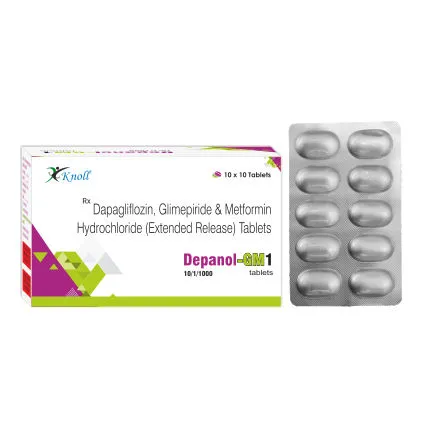 Knoll
10 x 10 Tablets
Rx Dapagliflozin, Glimepiride & Metformin
Hydrochloride (Extended Release) Tablets
Depanol-GM1
10/1/1000 tablets